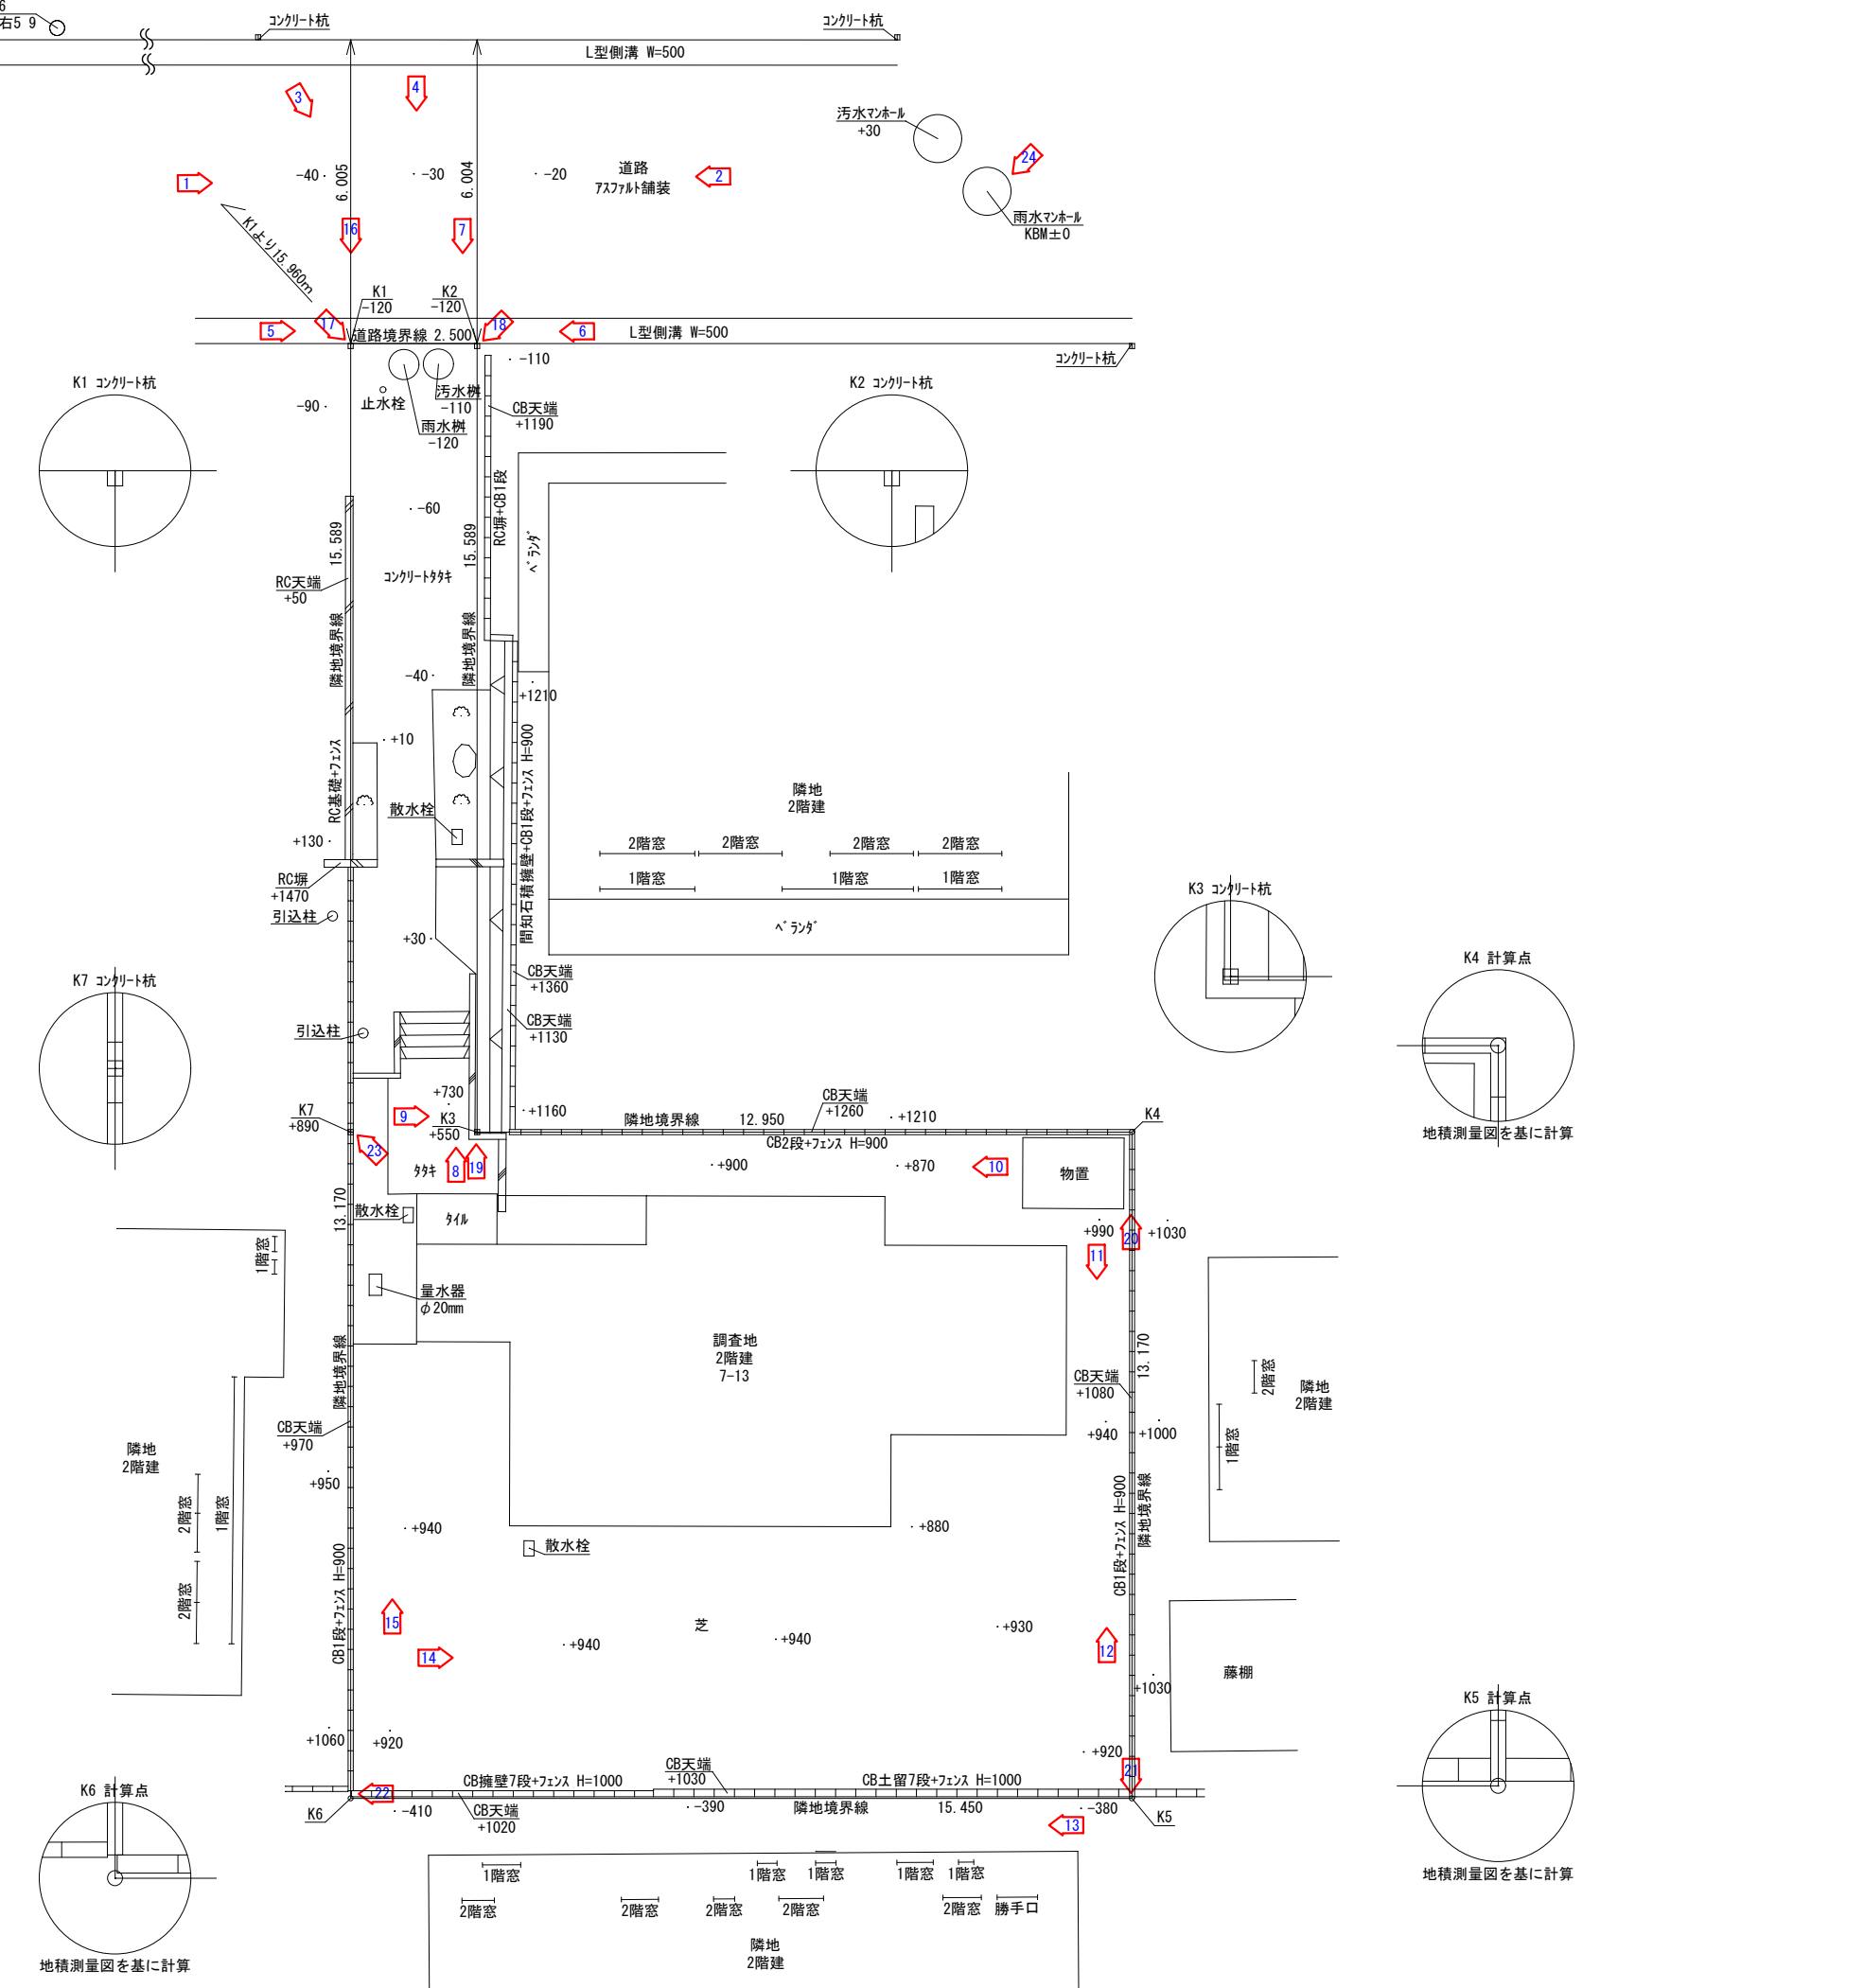 6
右5 9
コンクリート杭
コンクリート杭
L型側溝 W=500
3
4
汚水マンホール
+30
24
1
-40
6.005
-30
6.004
-20
道路
アスファルト舗装
2
雨水マンホール
KBM±0
K1より15.960m
16
7
K1
-120
K2
-120
5
17
道路境界線 2.500
18
6
L型側溝 W=500
-110
コンクリート杭
K1 コンクリート杭
K2 コンクリート杭
-90
止水栓
汚水桝
-110
CB天端
+1190
雨水桝
-120
RC塀+CB1段
-60
15.589
15.589
ベランダ
コンクリートタタキ
RC天端
+50
隣地境界線
隣地境界線
-40
+1210
+10
RC基礎+フェンス
間知石積擁壁+CB1段+フェンス H=900
隣地
2階建
散水栓
+130
2階窓
2階窓
2階窓
2階窓
1階窓
1階窓
1階窓
RC塀
+1470
引込柱
ベランダ
K3 コンクリート杭
+30
K4 計算点
K7 コンクリート杭
CB天端
+1360
引込柱
CB天端
+1130
+730
9
K7
+890
K3
+550
+1160
隣地境界線
12.950
CB天端
+1260
+1210
K4
CB2段+フェンス H=900
地積測量図を基に計算
23
タタキ
8
19
+900
+870
10
物置
13.170
散水栓
タイル
+990
20
+1030
11
1階窓
量水器
φ20mm
調査地
2階建
7-13
隣地境界線
13.170
CB天端
+1080
2階窓
隣地
2階建
CB天端
+970
+940
+1000
1階窓
隣地
2階建
+950
2階窓
1階窓
+940
+880
散水栓
CB1段+フェンス H=900
隣地境界線
CB1段+フェンス H=900
2階窓
15
芝
14
+940
+940
+930
12
藤棚
+1030
K5 計算点
+1060
+920
+920
CB天端
+1030
CB擁壁7段+フェンス H=1000
CB土留7段+フェンス H=1000
21
K6 計算点
22
K6
-410
CB天端
+1020
-390
隣地境界線
15.450
-380
K5
13
1階窓
1階窓
1階窓
1階窓
1階窓
地積測量図を基に計算
2階窓
2階窓
2階窓
2階窓
2階窓
勝手口
隣地
2階建
地積測量図を基に計算